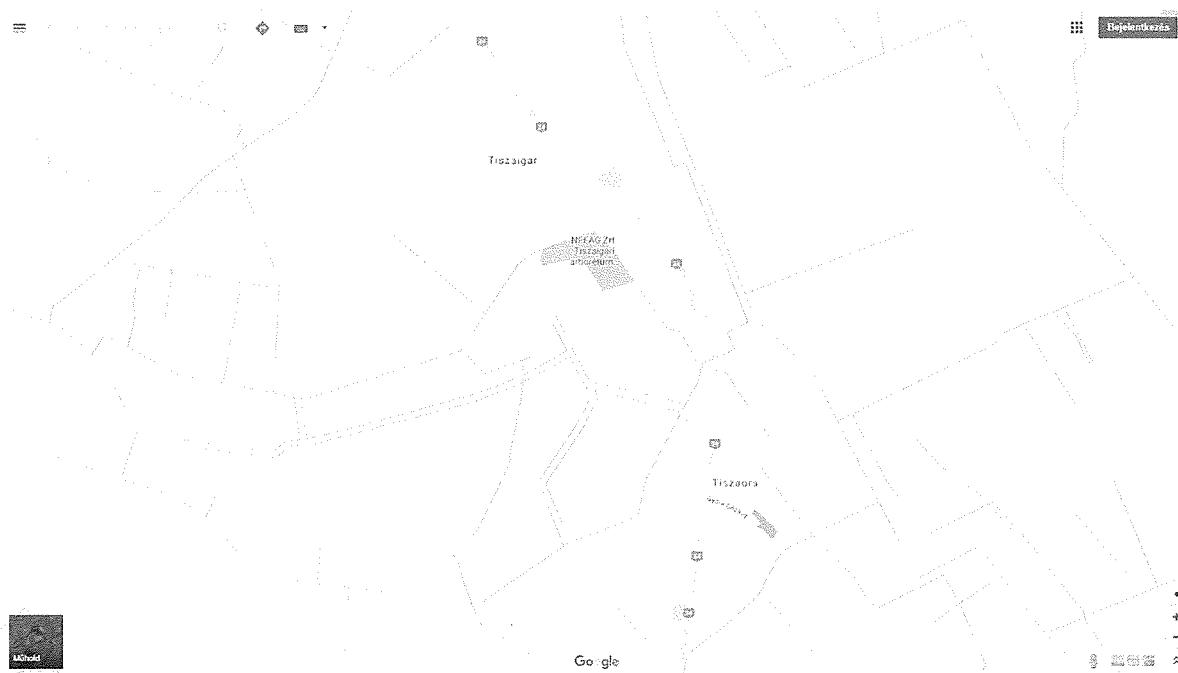 Bejelentkezés
Tiszaigar
NEFAG Zrt
Tiszaigari
arborétum...
Tiszaörs
Műhold
Google